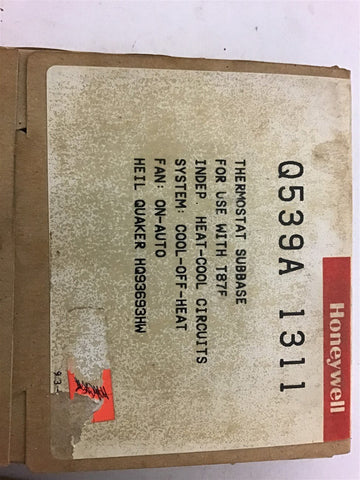 Honeywell
Q539A 1311
THERMOSTAT SUBBASE
FOR USE WITH T87F
INDEP. HEAT-COOL CIRCUITS
SYSTEM: COOL-OFF-HEAT
FAN: ON-AUTO
HEIL QUAKER HQ93693HW